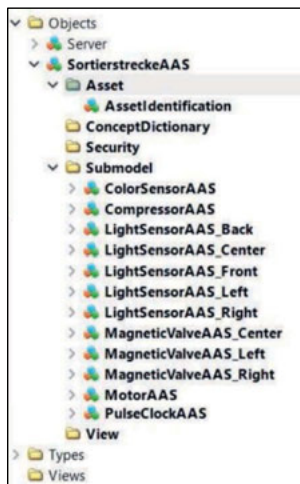 Objects
Server
SortierstreckeAAS
Asset
AssetIdentification
ConceptDictionary
Security
Submodel
ColorSensorAAS
CompressorAAS
LightSensorAAS_Back
LightSensorAAS_Center
LightSensorAAS_Front
LightSensorAAS_Left
LightSensorAAS_Right
MagneticValveAAS_Center
MagneticValveAAS_Left
MagneticValveAAS_Right
MotorAAS
PulseClockAAS
View
Types
Views